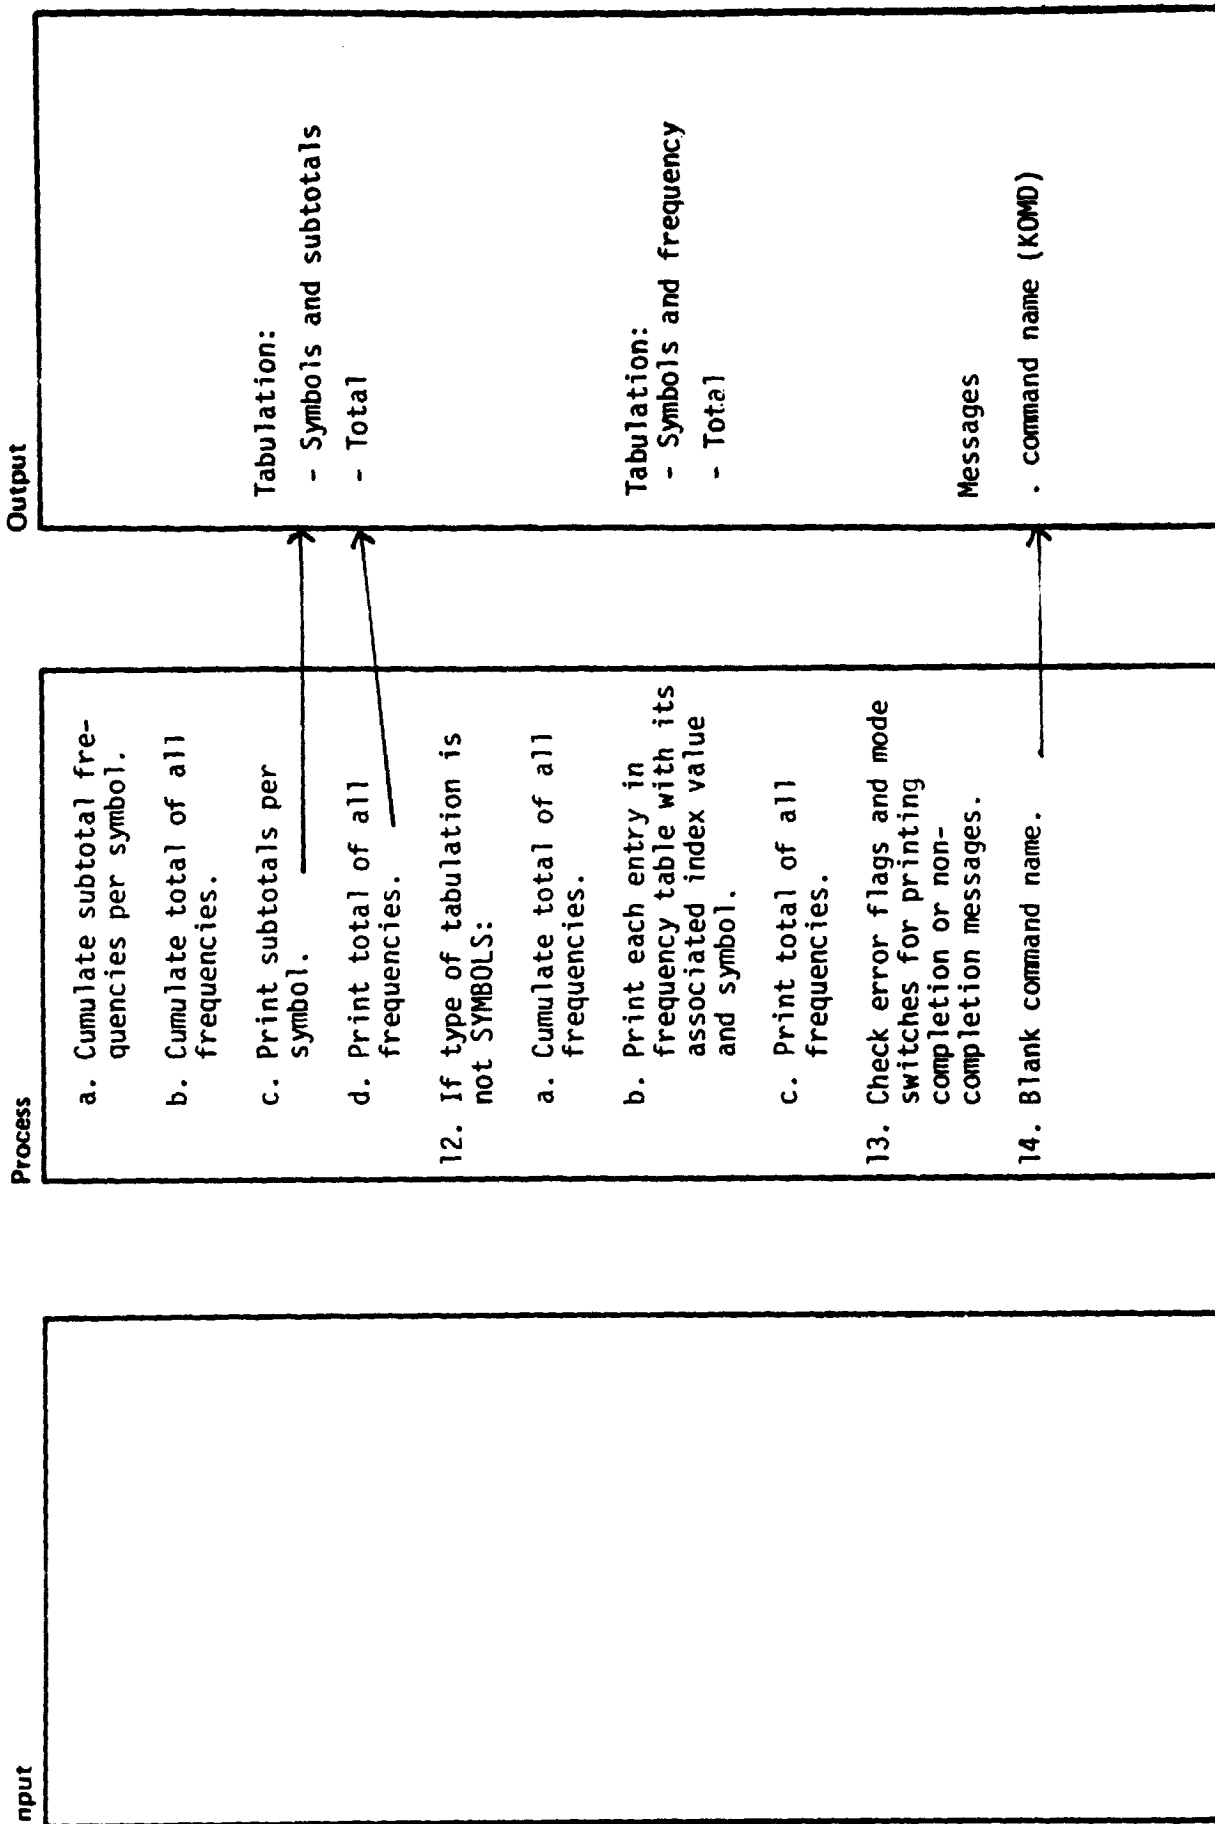 nput
Process
a. Cumulate subtotal fre-
quencies per symbol.
b. Cumulate total of all
frequencies.
c. Print subtotals per
symbol.
d. Print total of all
frequencies.
12. If type of tabulation is
not SYMBOLS:
a. Cumulate total of all
frequencies.
b. Print each entry in
frequency table with its
associated index value
and symbol.
c. Print total of all
frequencies.
13. Check error flags and mode
switches for printing
completion or non-
completion messages.
14. Blank command name.
Output
Tabulation:
- Symbols and subtotals
- Total
Tabulation:
- Symbols and frequency
- Total
Messages
. command name (KOMD)